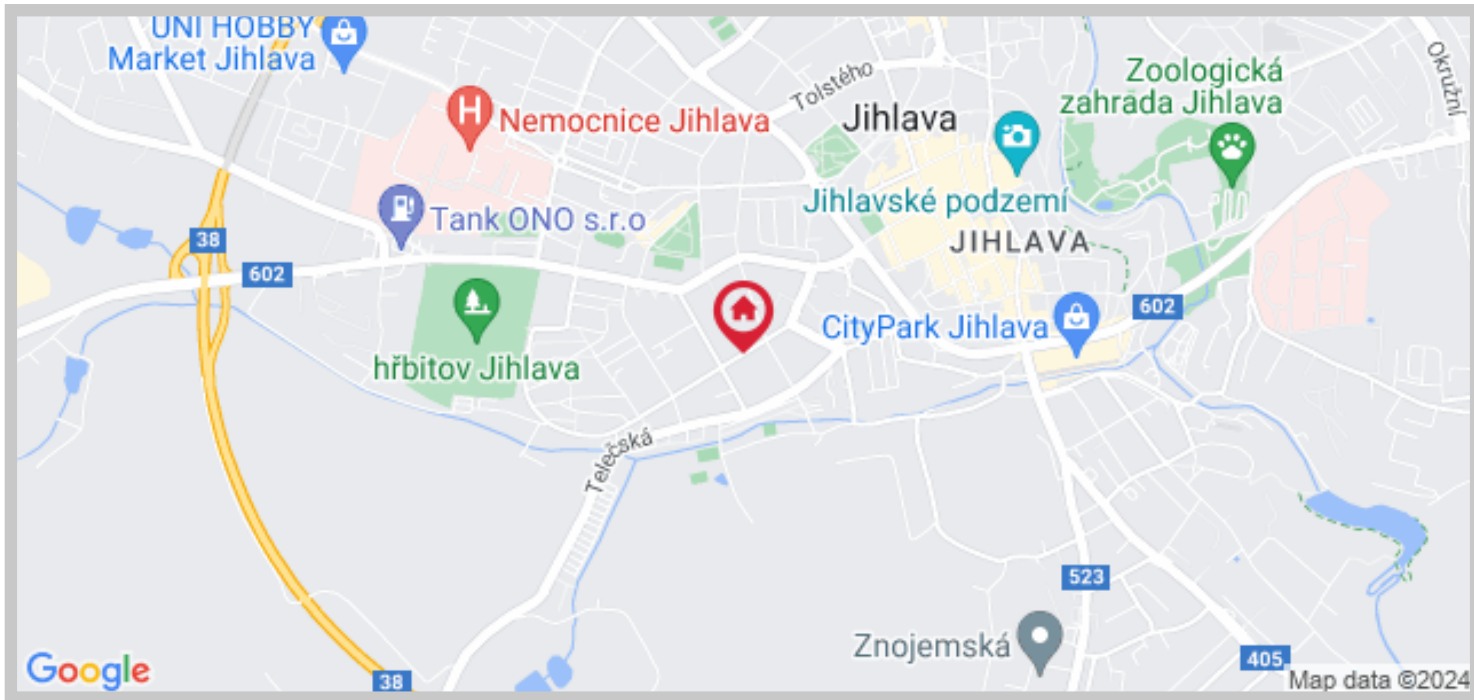 UNI HOBBY
Market Jihlava
Nemocnice Jihlava
Tolstého
Jihlava
Zoologická
zahrada Jihlava
Okružní
Jihlavské podzemí
JIHLAVA
Tank ONO s.r.o
38
602
hřbitov Jihlava
CityPark Jihlava
602
Telečská
523
Znojemská
405
38
Google
Map data ©2024